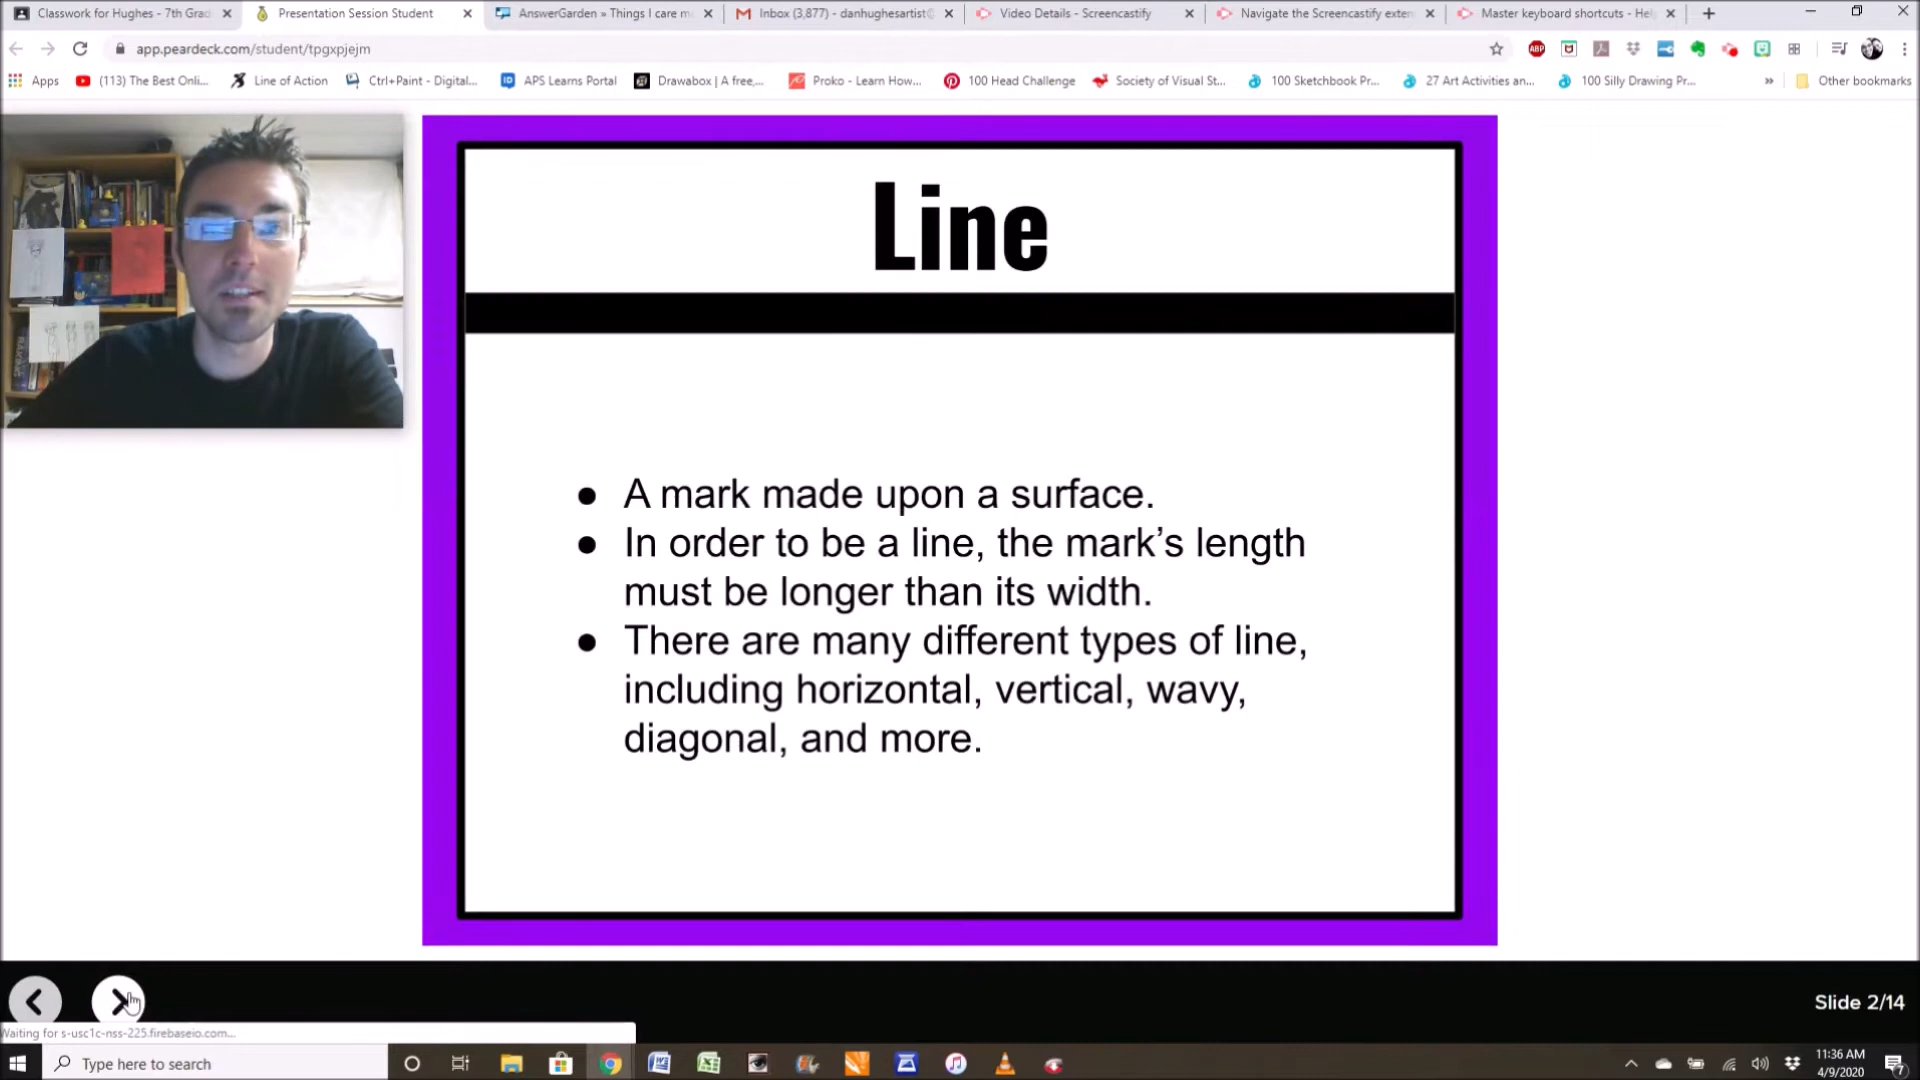 Classwork for Hughes - 7th Grad
Presentation Session Student
AnswerGarden » Things I care m
Inbox (3,877) - danhughesartist@
Video Details - Screencastify
Navigate the Screencastify exten
Master keyboard shortcuts - Help
app.peardeck.com/student/tpgxpjejm
ABP
Apps
(113) The Best Onli...
Line of Action
Ctrl+Paint - Digital...
APS Learns Portal
Drawabox | A free,...
Proko - Learn How...
100 Head Challenge
Society of Visual St...
100 Sketchbook Pr...
27 Art Activities an...
100 Silly Drawing Pr...
»
Other bookmarks
Line
● A mark made upon a surface.
● In order to be a line, the mark’s length
must be longer than its width.
● There are many different types of line,
including horizontal, vertical, wavy,
diagonal, and more.
Slide 2/14
Waiting for s-usc1c-nss-225.firebaseio.com...
Type here to search
11:36 AM
4/9/2020
7